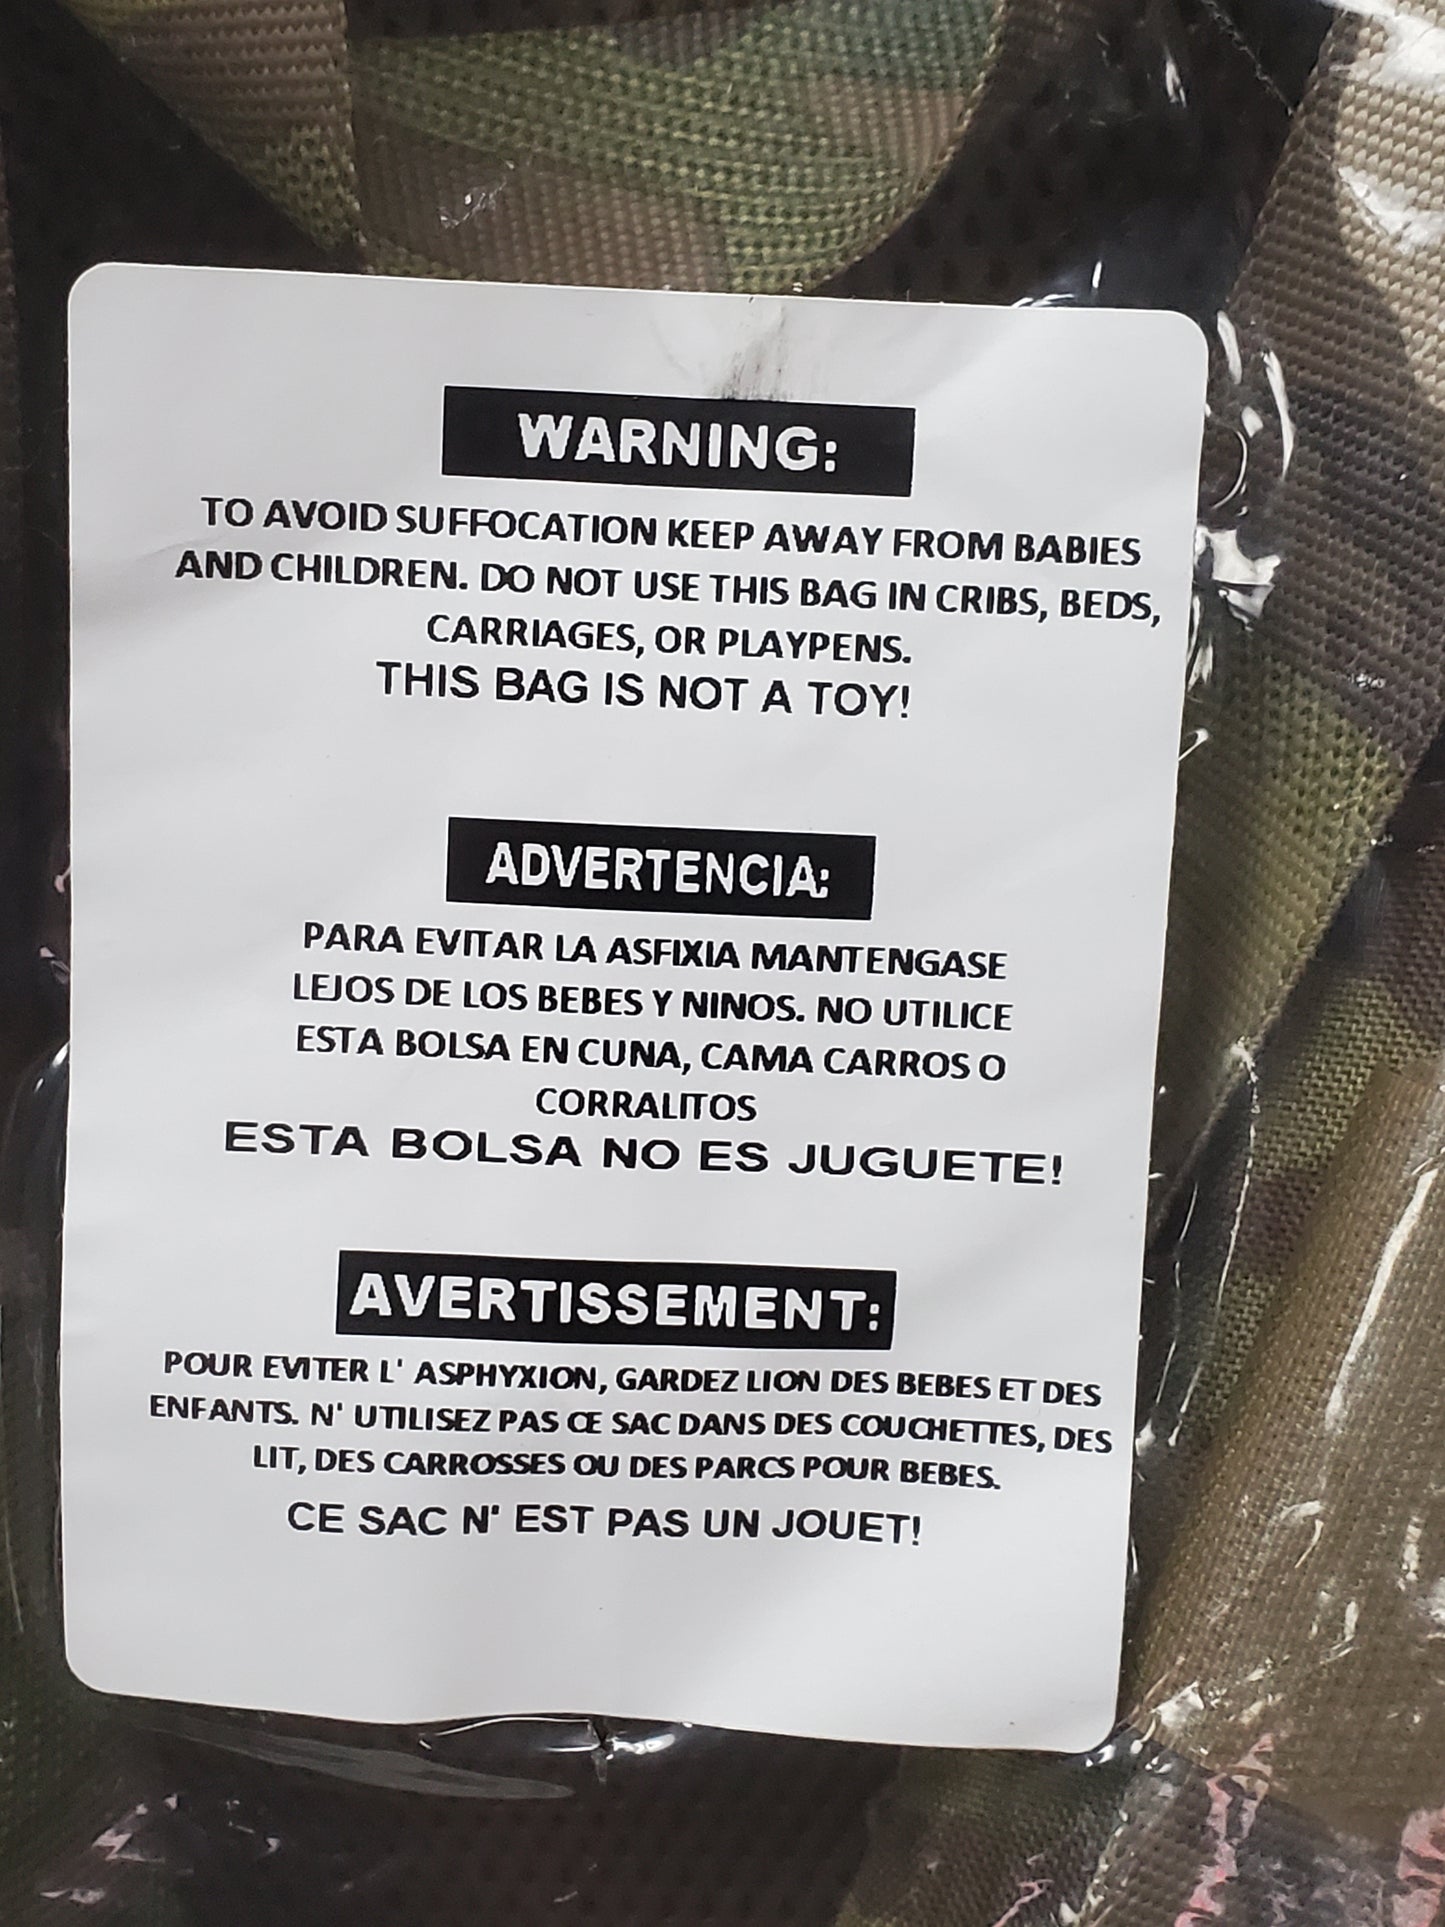 WARNING:
TO AVOID SUFFOCATION KEEP AWAY FROM BABIES
AND CHILDREN. DO NOT USE THIS BAG IN CRIBS, BEDS,
CARRIAGES, OR PLAYPENS.
THIS BAG IS NOT A TOY!
ADVERTENCIA:
PARA EVITAR LA ASFIXIA MANTENGASE
LEJOS DE LOS BEBES Y NINOS. NO UTILICE
ESTA BOLSA EN CUNA, CAMA CARROS O
CORRALITOS
ESTA BOLSA NO ES JUGUETE!
AVERTISSEMENT:
POUR EVITER L' ASPHYXION, GARDEZ LION DES BEBES ET DES
ENFANTS. N' UTILISEZ PAS CE SAC DANS DES COUCHETTES, DES
LIT, DES CARROSSES OU DES PARCS POUR BEBES.
CE SAC N' EST PAS UN JOUET!